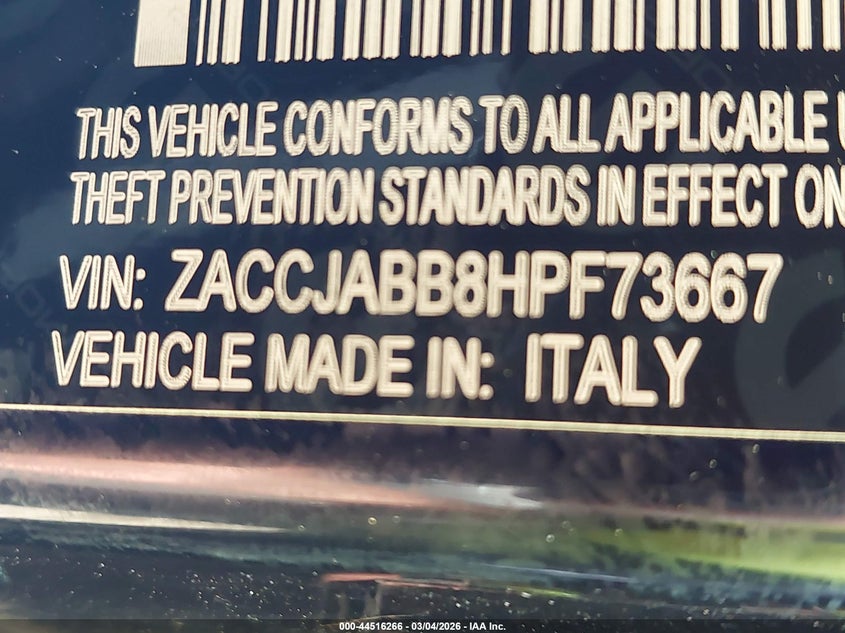 THIS VEHICLE CONFORMS TO ALL APPLICABLE
THEFT PREVENTION STANDARDS IN EFFECT ON
VIN: ZACCJABB8HPF73667
VEHICLE MADE IN: ITALY
000-44516266 - 03/04/2026 - IAA Inc.